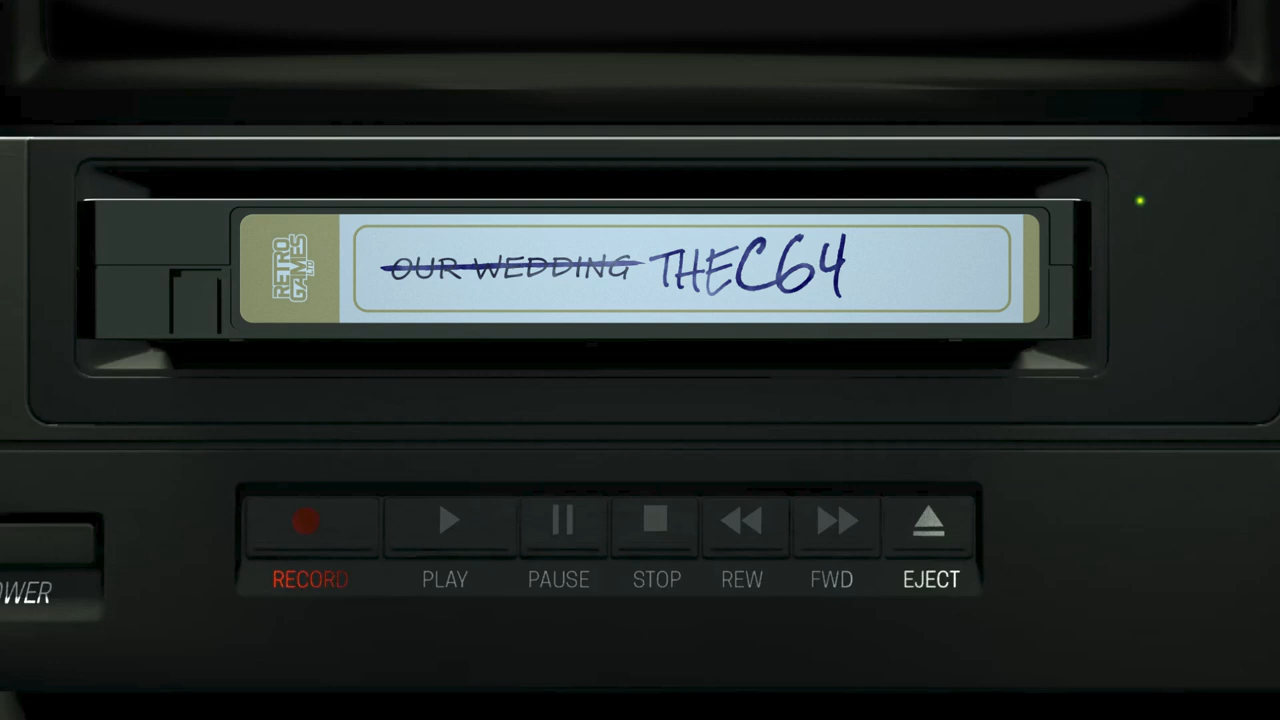 RETRO
GAMES
LTD
OUR WEDDING THEC64
RECORD PLAY PAUSE STOP REW FWD EJECT
OWER